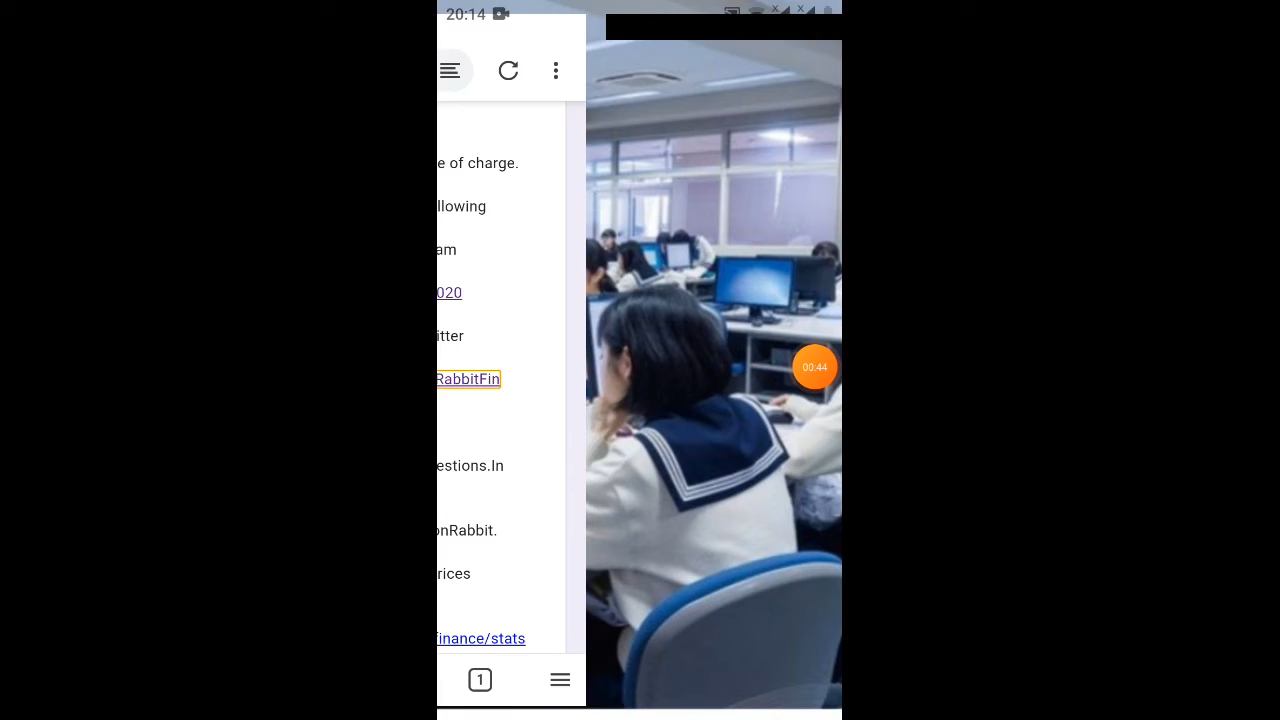 20:14
e of charge.
llowing
am
020
itter
RabbitFin
00:44
estions.In
onRabbit.
rices
finance/stats
1